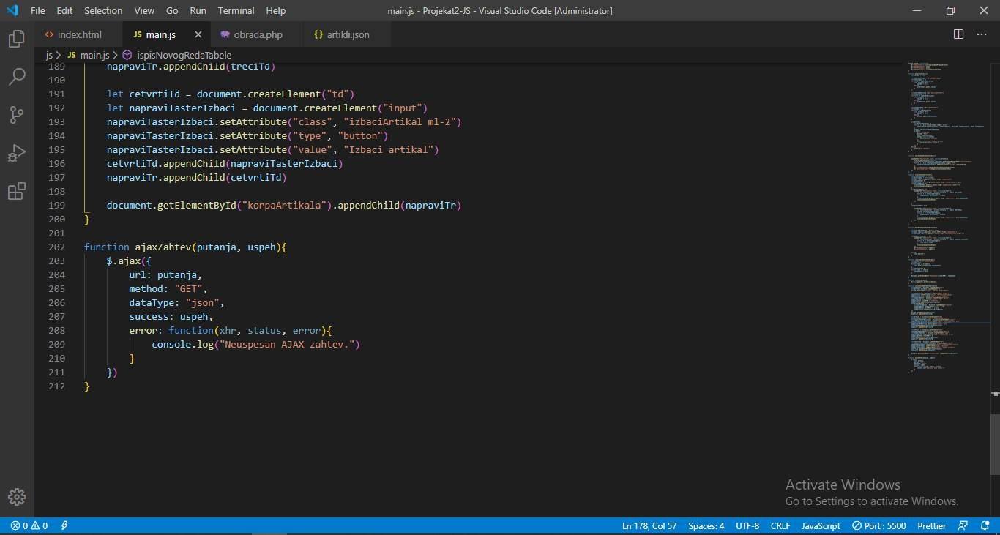 File Edit Selection View Go Run Terminal Help main.js - Projekat2-JS - Visual Studio Code [Administrator]
<> index.html JS main.js obrada.php {} artikli.json
js > JS main.js > ispisNovogRedaTabele
189 napraviTr.appendChild(treciTd)
190
191 let cetvrtiTd = document.createElement("td")
192 let napraviTasterIzbaci = document.createElement("input")
193 napraviTasterIzbaci.setAttribute("class", "izbaciArtikal ml-2")
194 napraviTasterIzbaci.setAttribute("type", "button")
195 napraviTasterIzbaci.setAttribute("value", "Izbaci artikal")
196 cetvrtiTd.appendChild(napraviTasterIzbaci)
197 napraviTr.appendChild(cetvrtiTd)
198
199 document.getElementById("korpaArtikala").appendChild(napraviTr)
200 }
201
202 function ajaxZahtev(putanja, uspeh){
203 $.ajax({
204 url: putanja,
205 method: "GET",
206 dataType: "json",
207 success: uspeh,
208 error: function(xhr, status, error){
209 console.log("Neuspesan AJAX zahtev.")
210 }
211 })
212 }
Activate Windows
Go to Settings to activate Windows.
0 0 Ln 178, Col 57 Spaces: 4 UTF-8 CRLF JavaScript Port : 5500 Prettier